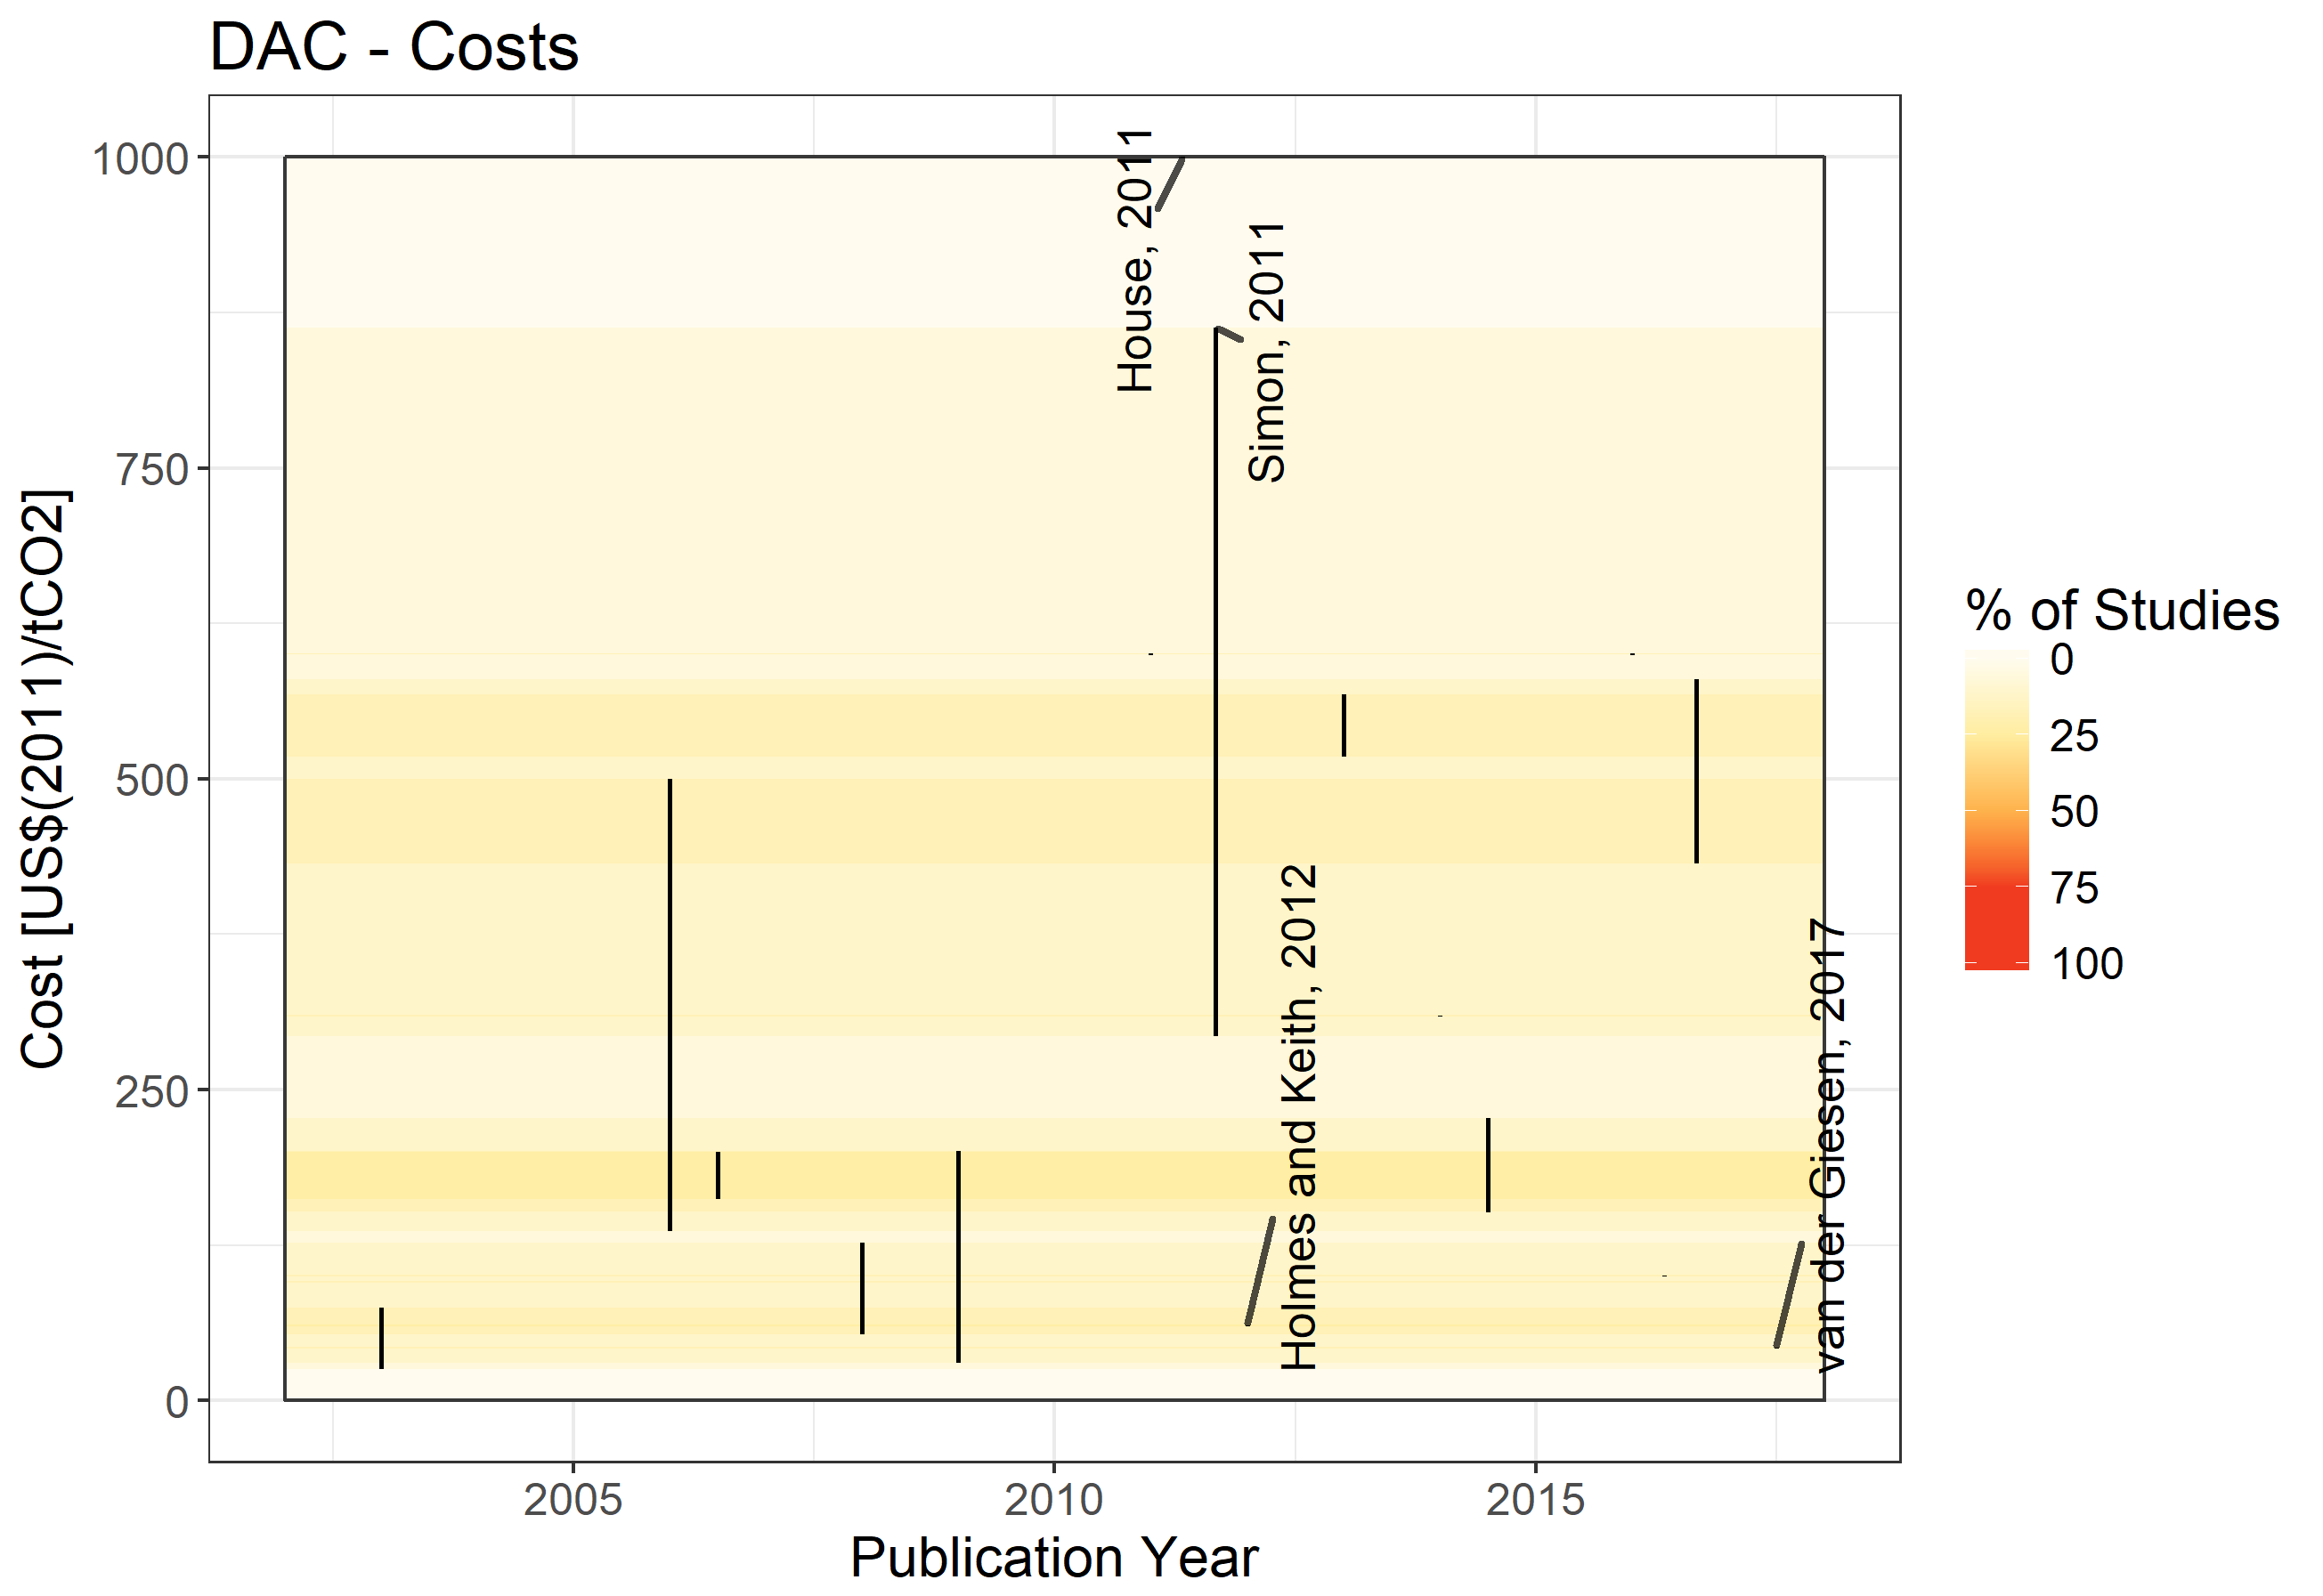 DAC - Costs
Cost [US$(2011)/tCO2]
1000
750
500
250
0
House, 2011
Simon, 2011
Holmes and Keith, 2012
van der Giesen, 2017
2005
2010
2015
Publication Year
% of Studies
0
25
50
75
100